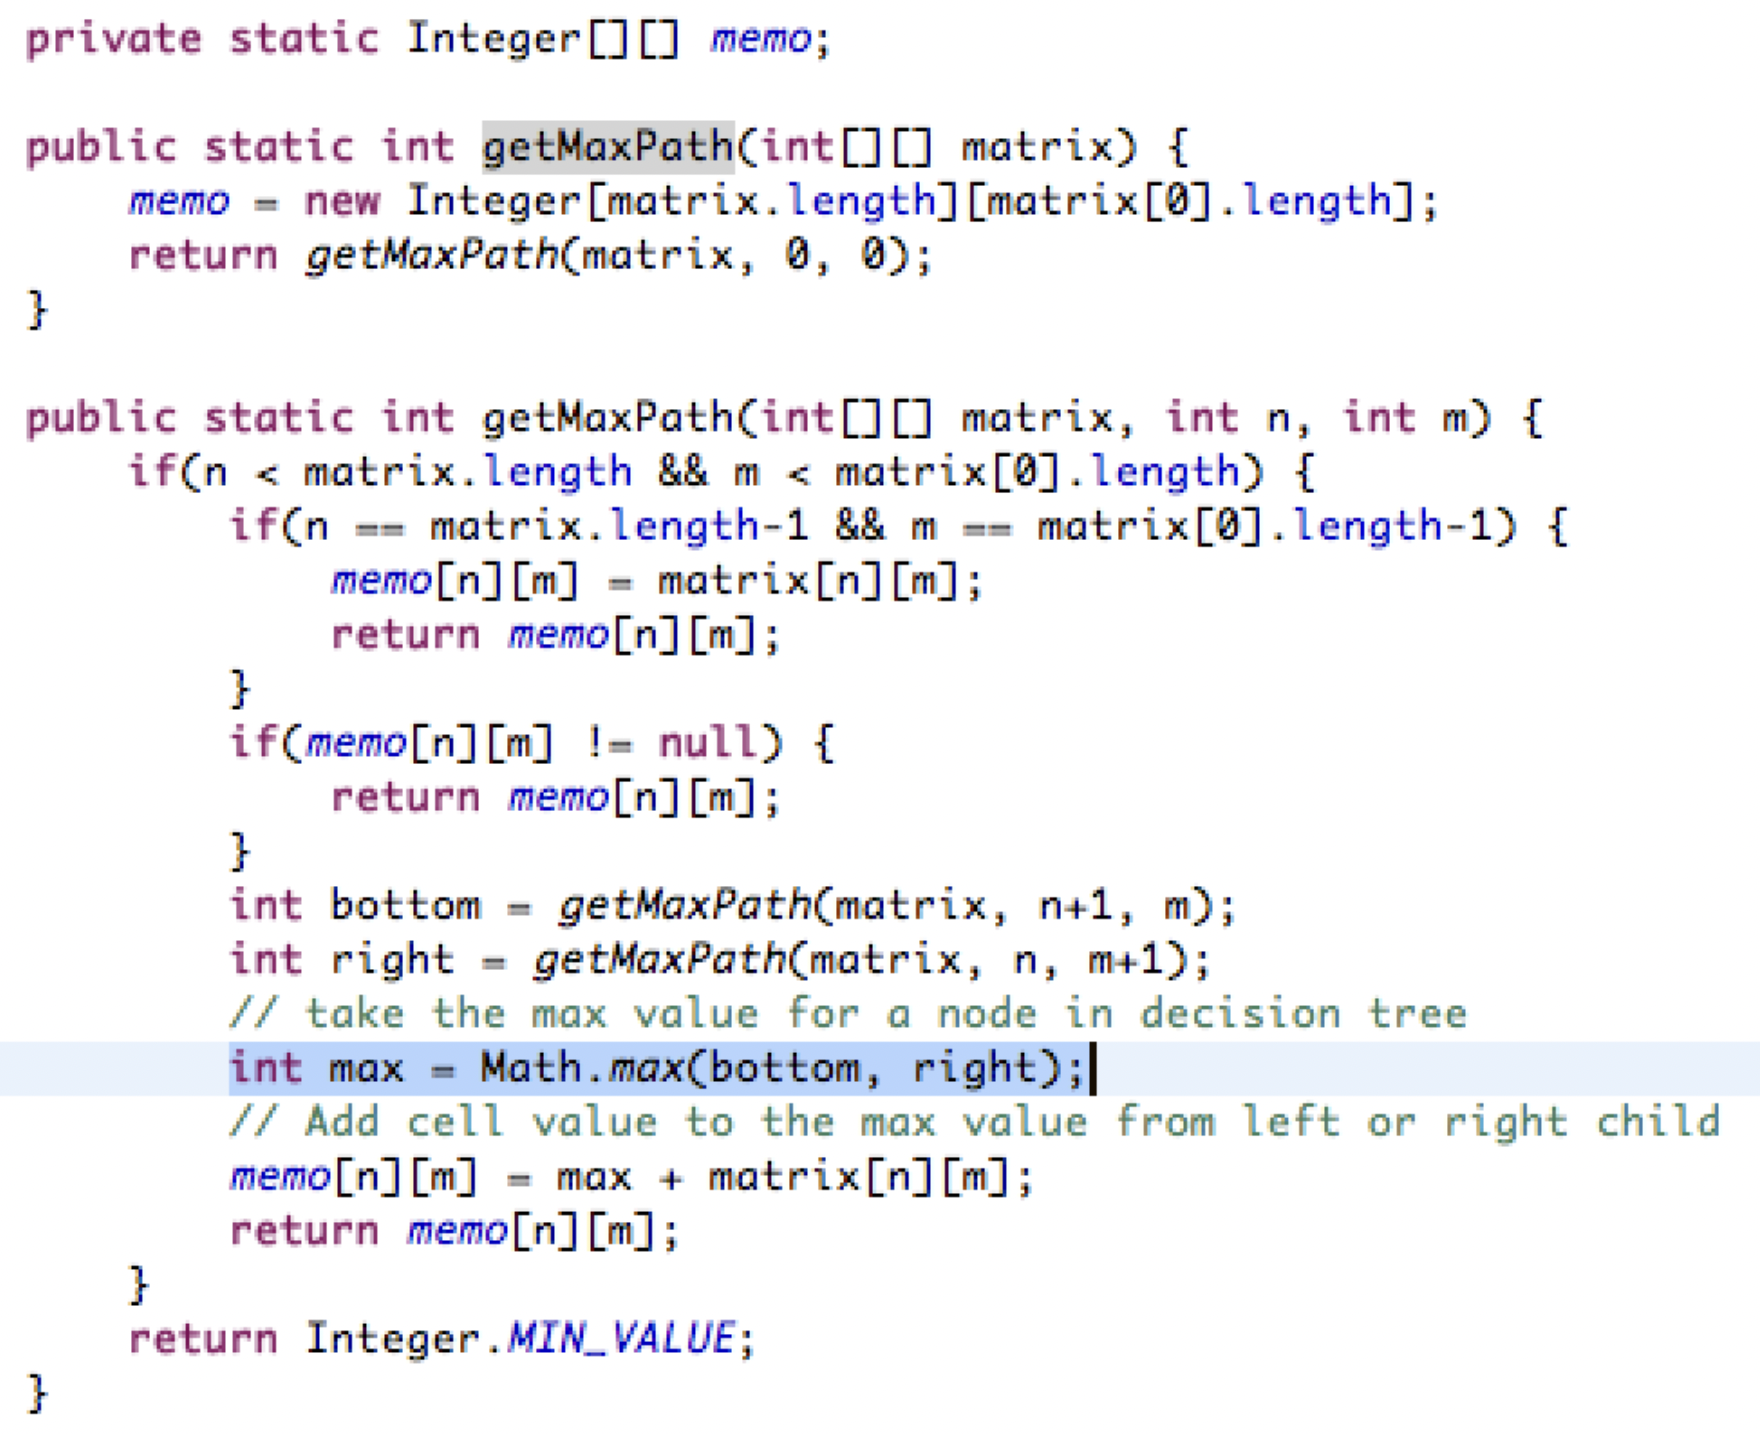 private static Integer[][] memo;
public static int getMaxPath(int[][] matrix) {
memo = new Integer[matrix.length][matrix[0].length];
return getMaxPath(matrix, 0, 0);
}
public static int getMaxPath(int[][] matrix, int n, int m) {
if(n < matrix.length && m < matrix[0].length) {
if(n == matrix.length-1 && m == matrix[0].length-1) {
memo[n][m] = matrix[n][m];
return memo[n][m];
}
if(memo[n][m] != null) {
return memo[n][m];
}
int bottom = getMaxPath(matrix, n+1, m);
int right = getMaxPath(matrix, n, m+1);
// take the max value for a node in decision tree
int max = Math.max(bottom, right);
// Add cell value to the max value from left or right child
memo[n][m] = max + matrix[n][m];
return memo[n][m];
}
return Integer.MIN_VALUE;
}